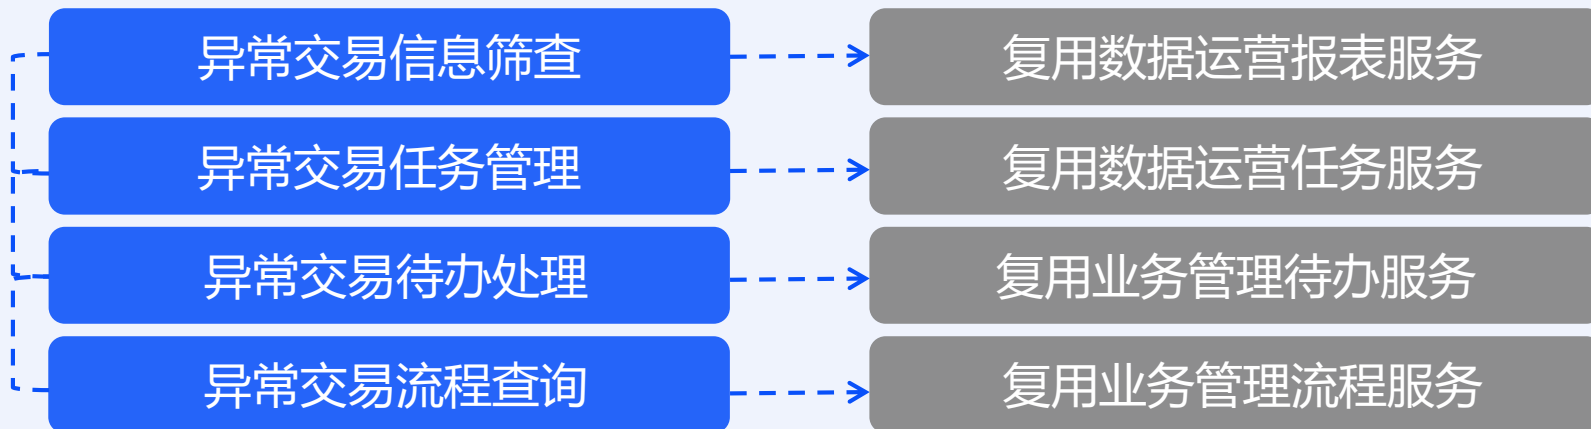 异常交易信息筛查
复用数据运营报表服务
异常交易任务管理
复用数据运营任务服务
异常交易待办处理
复用业务管理待办服务
异常交易流程查询
复用业务管理流程服务